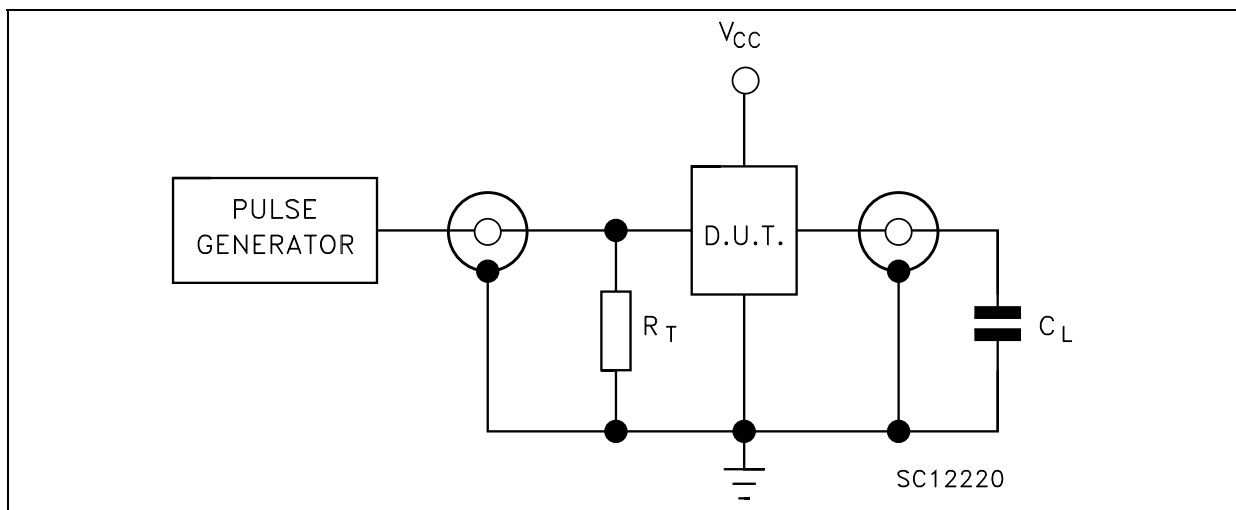 VCC
PULSE
GENERATOR
D.U.T.
RT
CL
SC12220